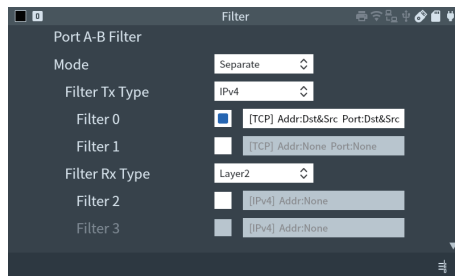 0 Filter
Port A-B Filter
Mode Separate
Filter Tx Type IPv4
Filter 0 [TCP] Addr:Dst&Src Port:Dst&Src
Filter 1 [TCP] Addr:None Port:None
Filter Rx Type Layer2
Filter 2 [IPv4] Addr:None
Filter 3 [IPv4] Addr:None